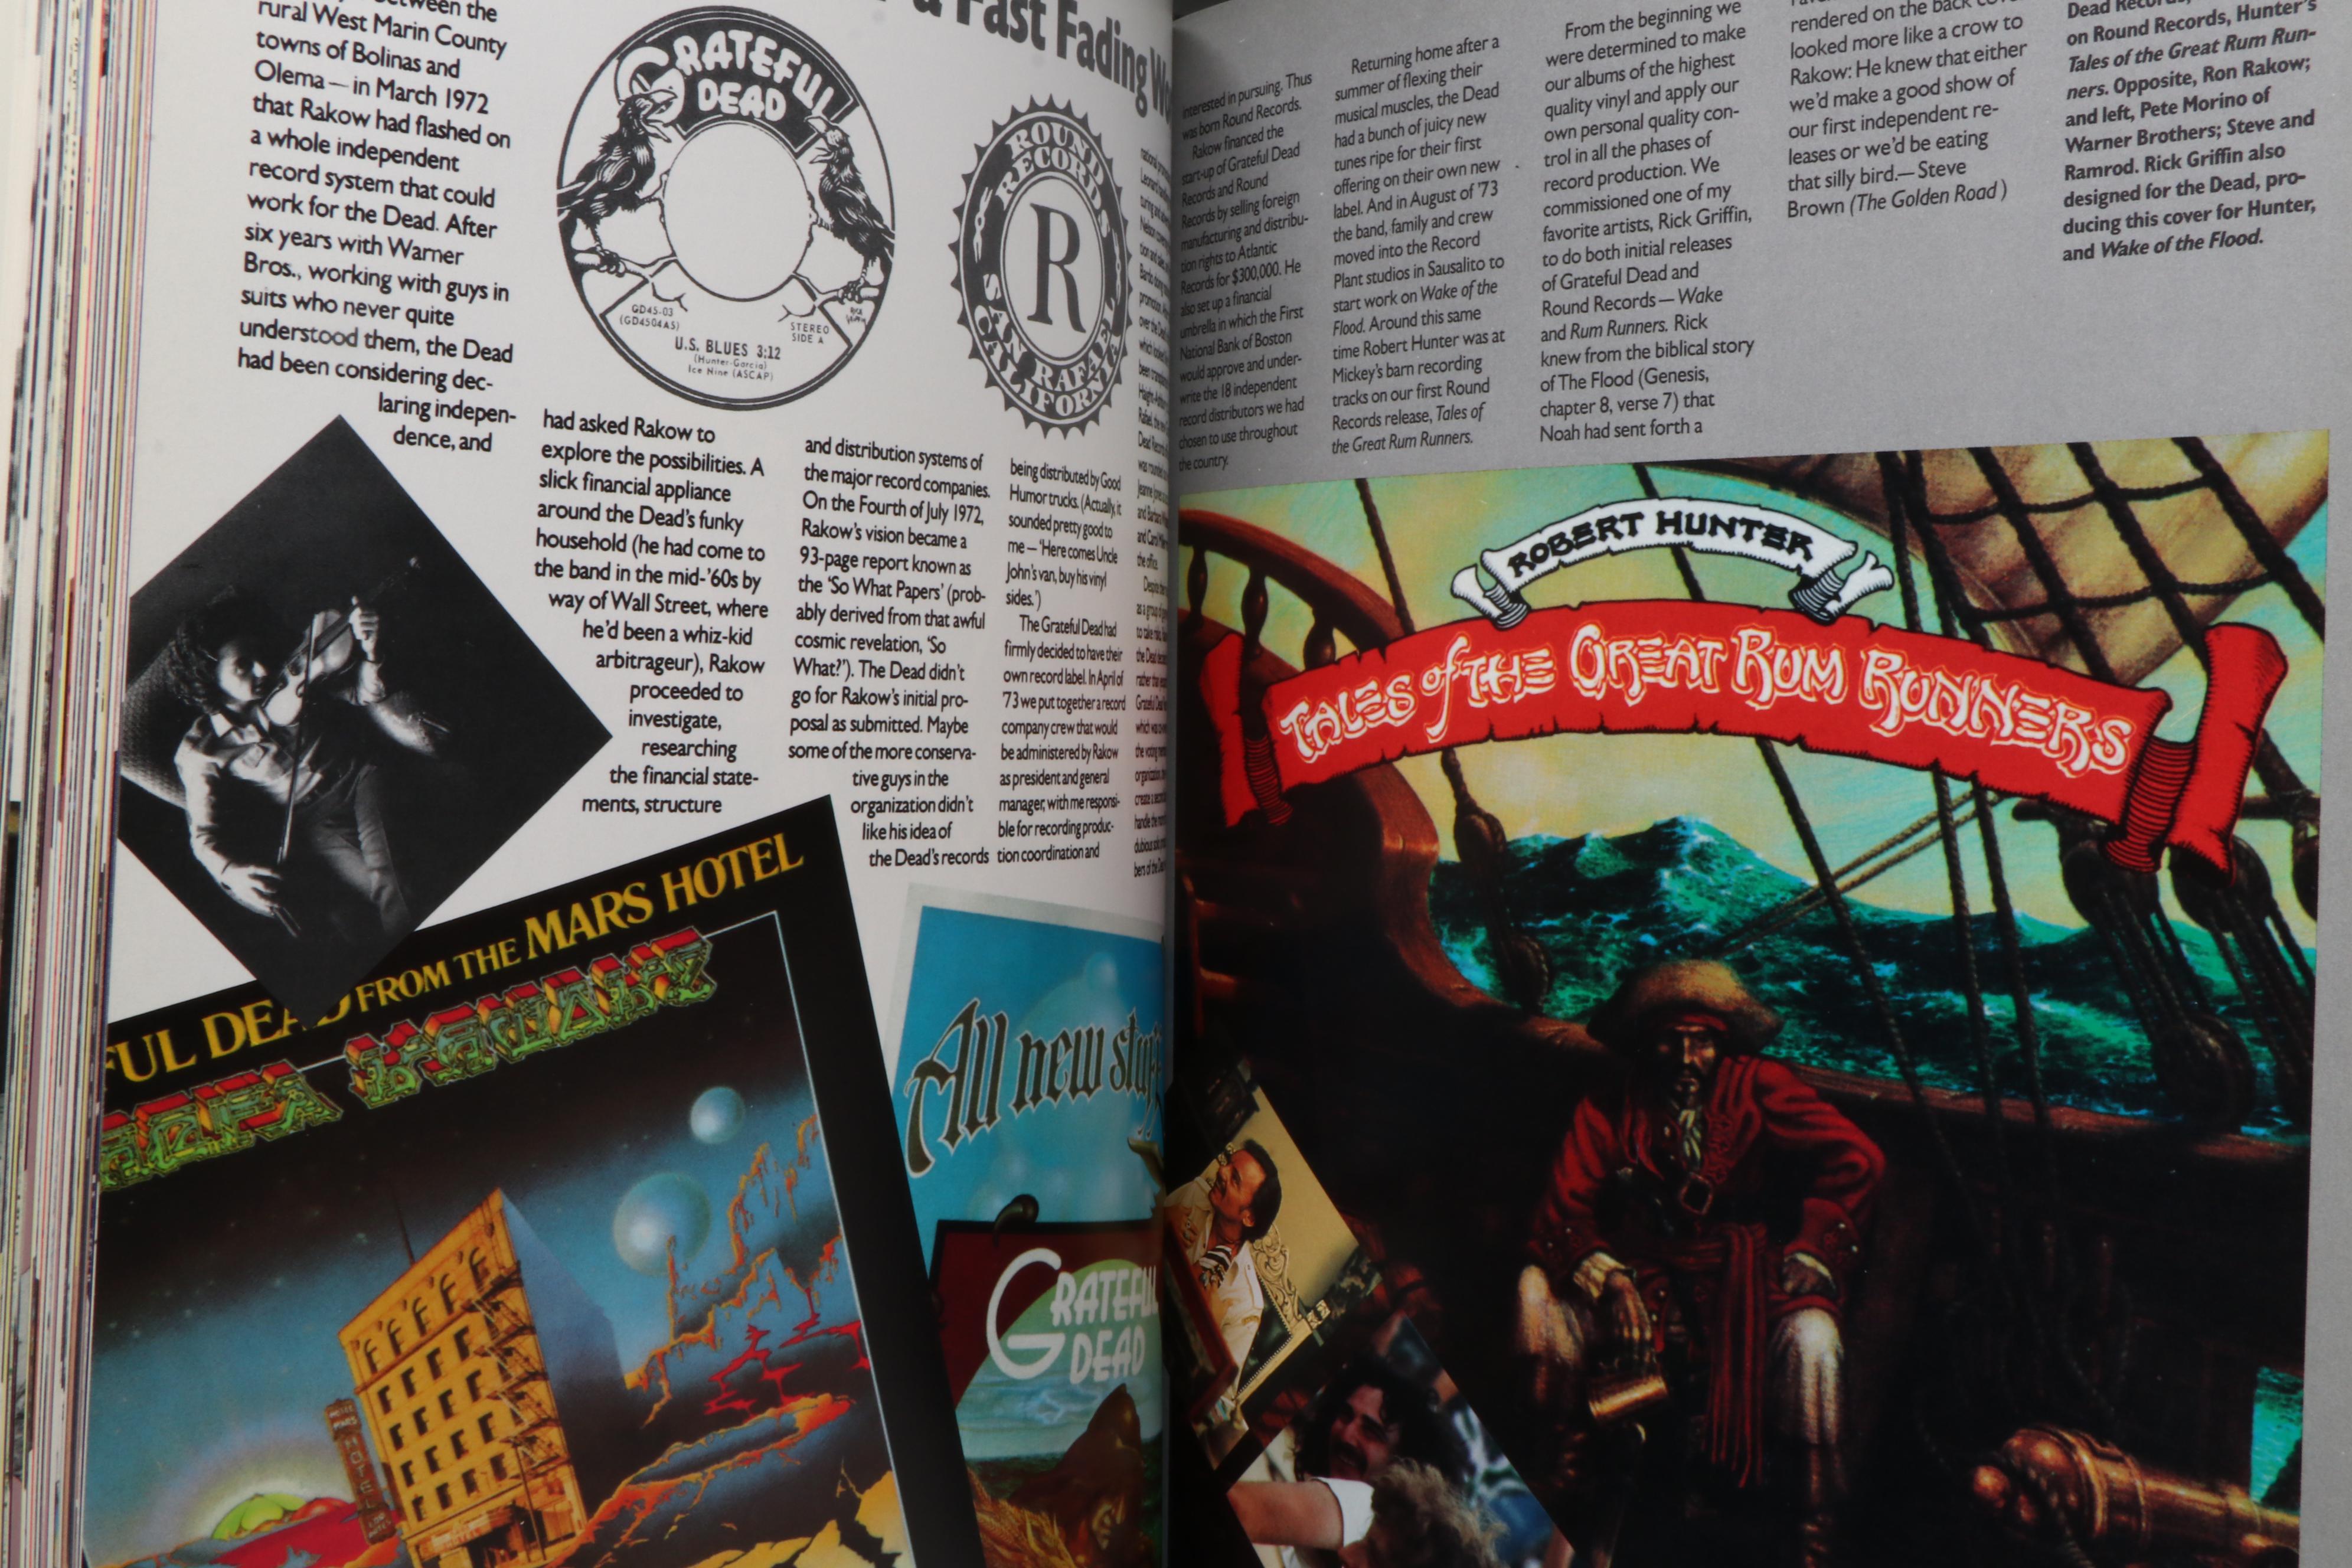 a Fast Fading
between the
rural West Marin County
towns of Bolinas and
Olema — in March 1972
that Rakow had flashed on
a whole independent
record system that could
work for the Dead. After
six years with Warner
Bros., working with guys in
suits who never quite
understood them, the Dead
had been considering dec-
laring indepen-
dence, and
GRATEFUL
DEAD
GD45-03
(GD4504AS)
STEREO
SIDE A
U.S. BLUES 3:12
(Hunter-Garcia)
Ice Nine (ASCAP)
ROUND
RECORDS
R
SAN RAFAEL
CALIFORNIA
had asked Rakow to
explore the possibilities. A
slick financial appliance
around the Dead's funky
household (he had come to
the band in the mid-'60s by
way of Wall Street, where
he'd been a whiz-kid
arbitrageur), Rakow
proceeded to
investigate,
researching
the financial state-
ments, structure
and distribution systems of
the major record companies.
On the Fourth of July 1972,
Rakow's vision became a
93-page report known as
the 'So What Papers' (prob-
ably derived from that awful
cosmic revelation, 'So
What?'). The Dead didn't
go for Rakow's initial pro-
posal as submitted. Maybe
some of the more conserva-
tive guys in the
organization didn't
like his idea of
the Dead's records
being distributed by Good
Humor trucks. (Actually, it
sounded pretty good to
me — 'Here comes Uncle
John's van, buy his vinyl
sides.')
The Grateful Dead had
firmly decided to have their
own record label. In April of
'73 we put together a record
company crew that would
be administered by Rakow
as president and general
manager, with me responsi-
ble for recording produc-
tion coordination and
FUL DEAD FROM THE MARS HOTEL
All new stuff
GRATEFUL
DEAD
interested in pursuing. Thus
was born Round Records.
Rakow financed the
start-up of Grateful Dead
Records and Round
Records by selling foreign
manufacturing and distribu-
tion rights to Atlantic
Records for $300,000. He
also set up a financial
umbrella in which the First
National Bank of Boston
would approve and under-
write the 18 independent
record distributors we had
chosen to use throughout
the country.
Returning home after a
summer of flexing their
musical muscles, the Dead
had a bunch of juicy new
tunes ripe for their first
offering on their own new
label. And in August of '73
the band, family and crew
moved into the Record
Plant studios in Sausalito to
start work on Wake of the
Flood. Around this same
time Robert Hunter was at
Mickey's barn recording
tracks on our first Round
Records release, Tales of
the Great Rum Runners.
From the beginning we
were determined to make
our albums of the highest
quality vinyl and apply our
own personal quality con-
trol in all the phases of
record production. We
commissioned one of my
favorite artists, Rick Griffin,
to do both initial releases
of Grateful Dead and
Round Records — Wake
and Rum Runners. Rick
knew from the biblical story
of The Flood (Genesis,
chapter 8, verse 7) that
Noah had sent forth a
rendered on the back
looked more like a crow to
Rakow: He knew that either
we'd make a good show of
our first independent re-
leases or we'd be eating
that silly bird.— Steve
Brown (The Golden Road )
Dead Records,
on Round Records, Hunter's
Tales of the Great Rum Run-
ners. Opposite, Ron Rakow;
and left, Pete Morino of
Warner Brothers; Steve and
Ramrod. Rick Griffin also
designed for the Dead, pro-
ducing this cover for Hunter,
and Wake of the Flood.
ROBERT HUNTER
TALES of THE GREAT RUM RUNNERS